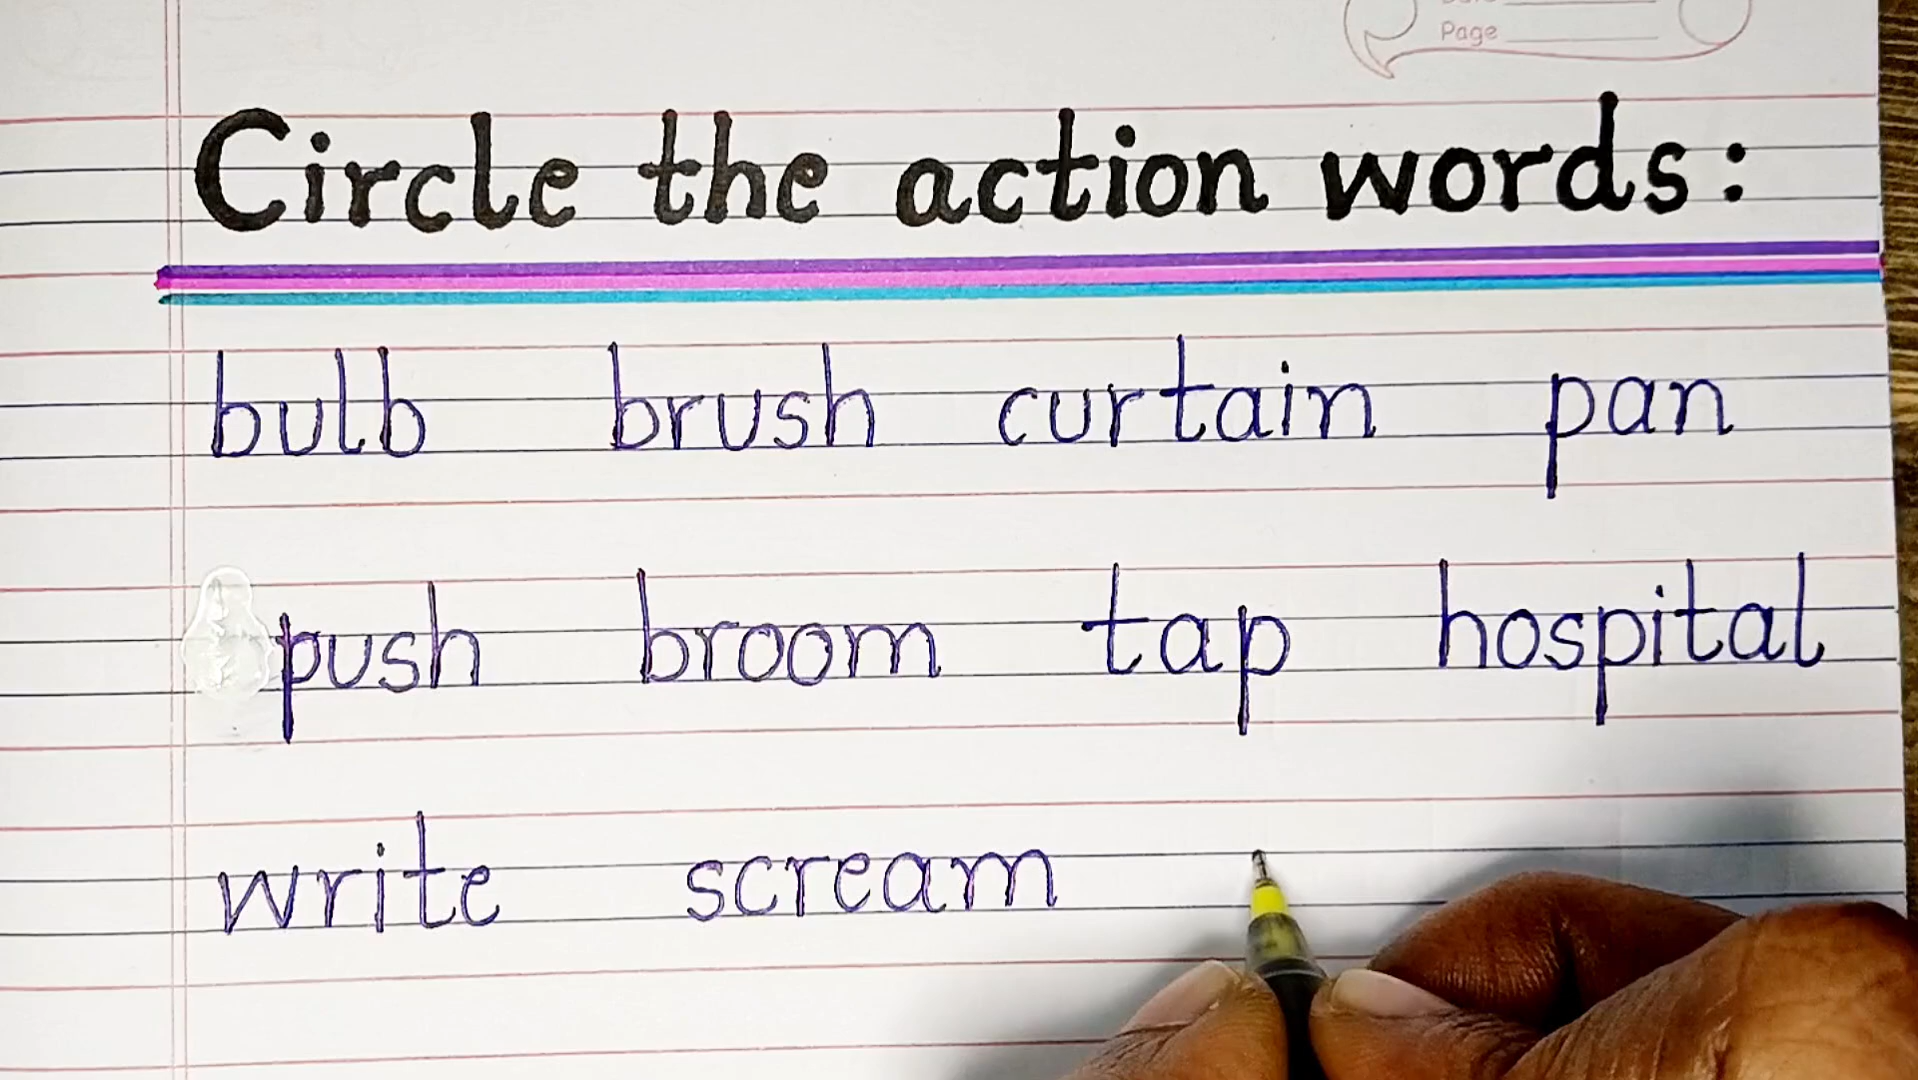 Page
Circle the action words:
bulb brush curtain pan
push broom tap hospital
write scream